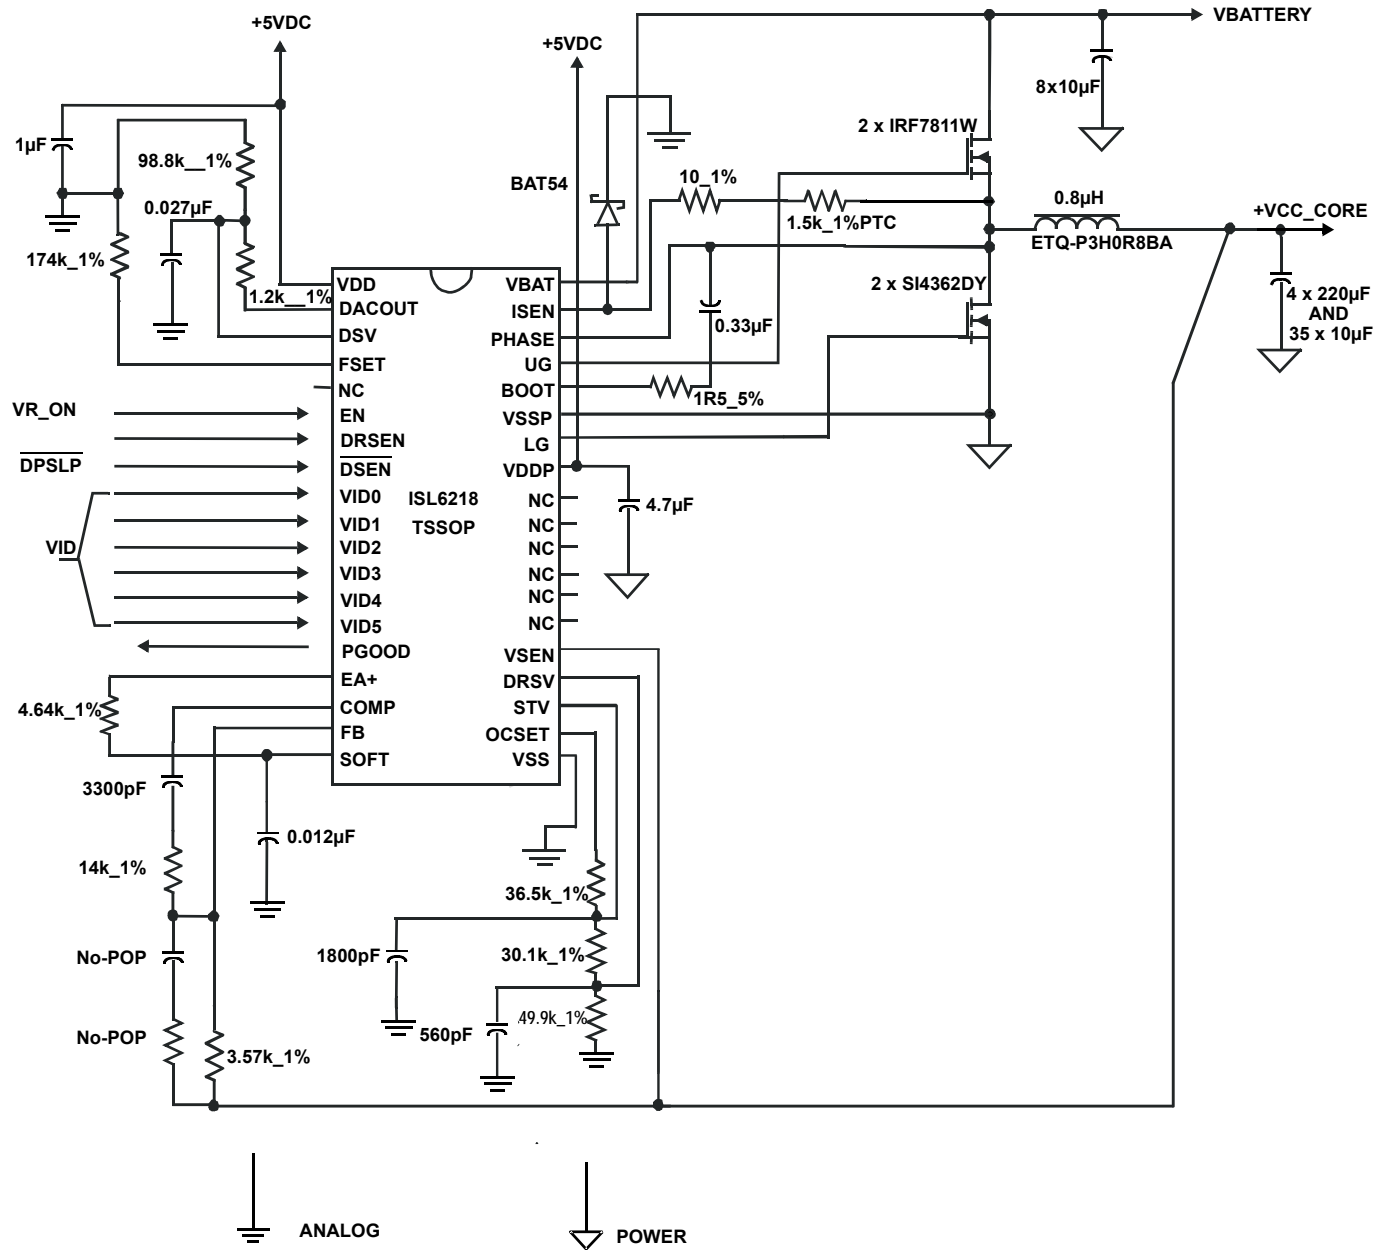 +5VDC
VBATTERY
+5VDC
8x10µF
1µF
98.8k__1%
2 x IRF7811W
BAT54
10_1%
0.027µF
1.5k_1%PTC
0.8µH
ETQ-P3H0R8BA
+VCC_CORE
174k_1%
1.2k__1%
2 x SI4362DY
4 x 220µF
AND
35 x 10µF
0.33µF
1R5_5%
VDD
DACOUT
DSV
FSET
NC
EN
DRSEN
DSEN
VID0
VID1
VID2
VID3
VID4
VID5
PGOOD
EA+
COMP
FB
SOFT
ISL6218
TSSOP
VBAT
ISEN
PHASE
UG
BOOT
VSSP
LG
VDDP
NC
NC
NC
NC
NC
NC
VSEN
DRSV
STV
OCSET
VSS
VR_ON
DPSLP
VID
4.7µF
4.64k_1%
3300pF
0.012µF
14k_1%
36.5k_1%
No-POP
1800pF
30.1k_1%
No-POP
560pF
49.9k_1%
3.57k_1%
ANALOG
POWER